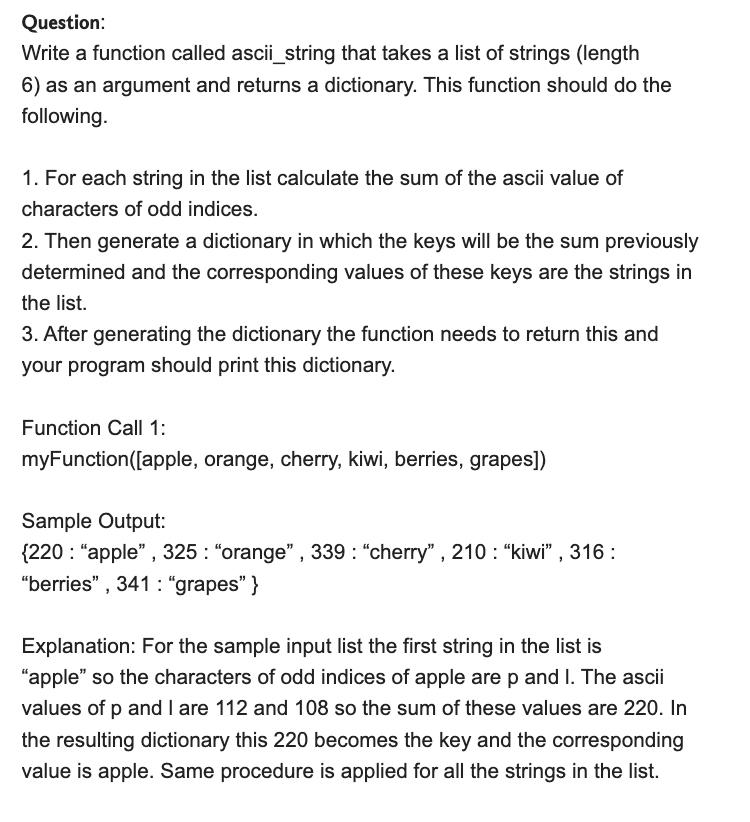 Question:
Write a function called ascii_string that takes a list of strings (length
6) as an argument and returns a dictionary. This function should do the
following.
1. For each string in the list calculate the sum of the ascii value of
characters of odd indices.
2. Then generate a dictionary in which the keys will be the sum previously
determined and the corresponding values of these keys are the strings in
the list.
3. After generating the dictionary the function needs to return this and
your program should print this dictionary.
Function Call 1:
myFunction([apple, orange, cherry, kiwi, berries, grapes])
Sample Output:
{220 : “apple” , 325 : “orange” , 339 : “cherry” , 210 : “kiwi” , 316 :
“berries” , 341 : “grapes” }
Explanation: For the sample input list the first string in the list is
“apple” so the characters of odd indices of apple are p and l. The ascii
values of p and l are 112 and 108 so the sum of these values are 220. In
the resulting dictionary this 220 becomes the key and the corresponding
value is apple. Same procedure is applied for all the strings in the list.